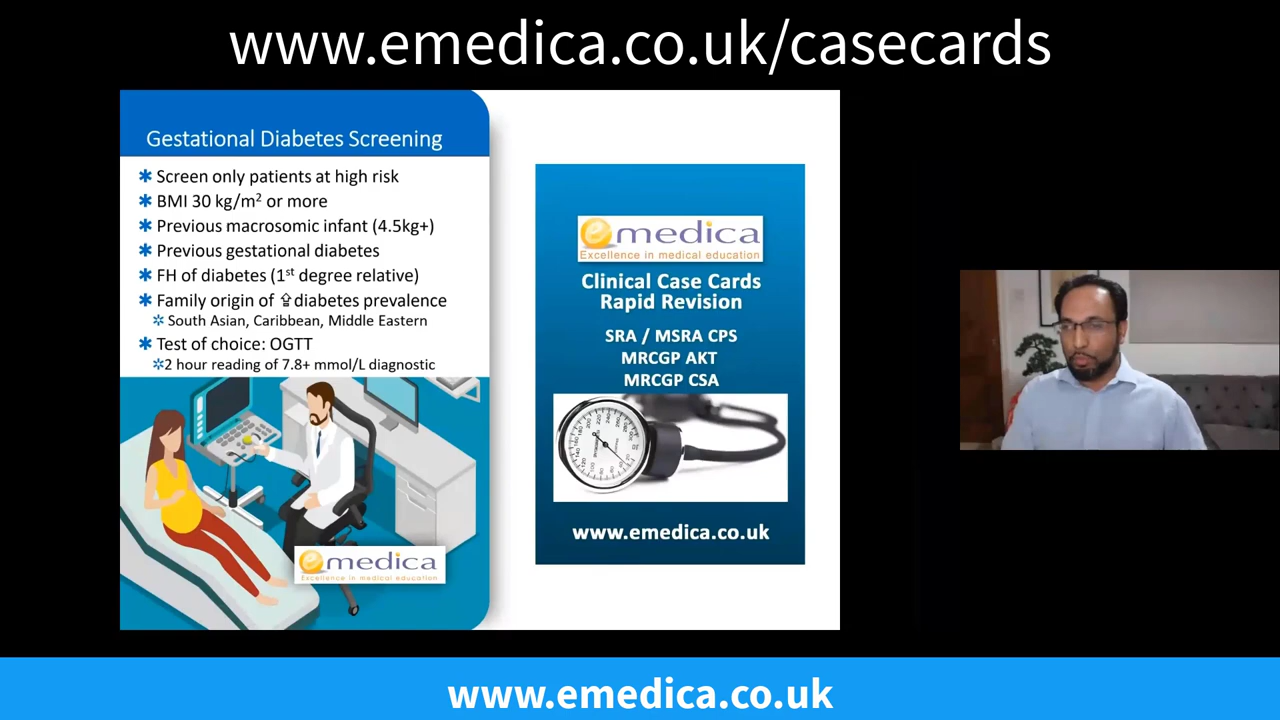 www.emedica.co.uk/casecards
Gestational Diabetes Screening
✱ Screen only patients at high risk
✱ BMI 30 kg/m² or more
✱ Previous macrosomic infant (4.5kg+)
✱ Previous gestational diabetes
✱ FH of diabetes (1st degree relative)
✱ Family origin of ⇪diabetes prevalence
✲ South Asian, Caribbean, Middle Eastern
✱ Test of choice: OGTT
✲2 hour reading of 7.8+ mmol/L diagnostic
emedica
Excellence in medical education
emedica
Excellence in medical education
Clinical Case Cards
Rapid Revision
SRA / MSRA CPS
MRCGP AKT
MRCGP CSA
www.emedica.co.uk
www.emedica.co.uk